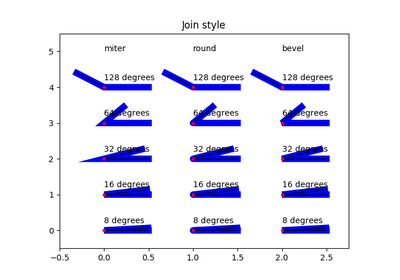 Join style
5 miter round bevel
4 128 degrees 128 degrees 128 degrees
3 64 degrees 64 degrees 64 degrees
2 32 degrees 32 degrees 32 degrees
1 16 degrees 16 degrees 16 degrees
0 8 degrees 8 degrees 8 degrees
−0.5 0.0 0.5 1.0 1.5 2.0 2.5